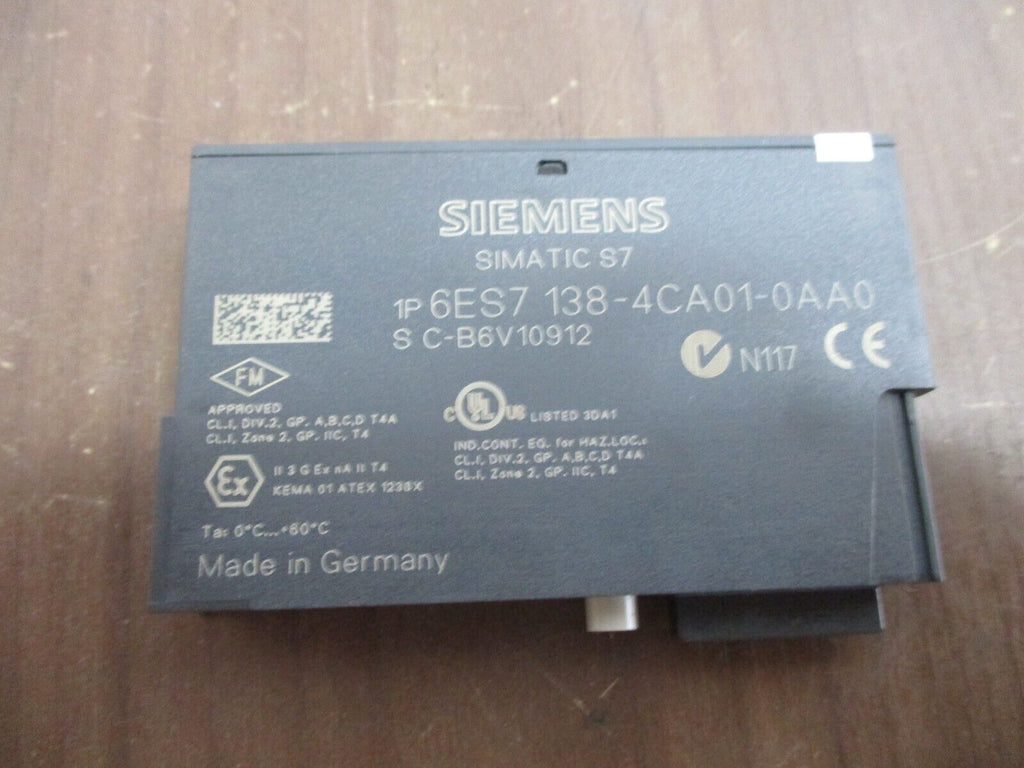 SIEMENS
SIMATIC S7
1P 6ES7 138-4CA01-0AA0
S C-B6V10912
N117 CE
FM
APPROVED
CL.I, DIV.2, GP. A,B,C,D T4A
CL.I, Zone 2, GP. IIC, T4
C UL US LISTED 3DA1
IND.CONT. EQ. for HAZ.LOC.:
CL.I, DIV.2, GP. A,B,C,D T4A
CL.I, Zone 2, GP. IIC, T4
Ex II 3 G Ex nA II T4
KEMA 01 ATEX 1238X
Ta: 0°C...+60°C
Made in Germany